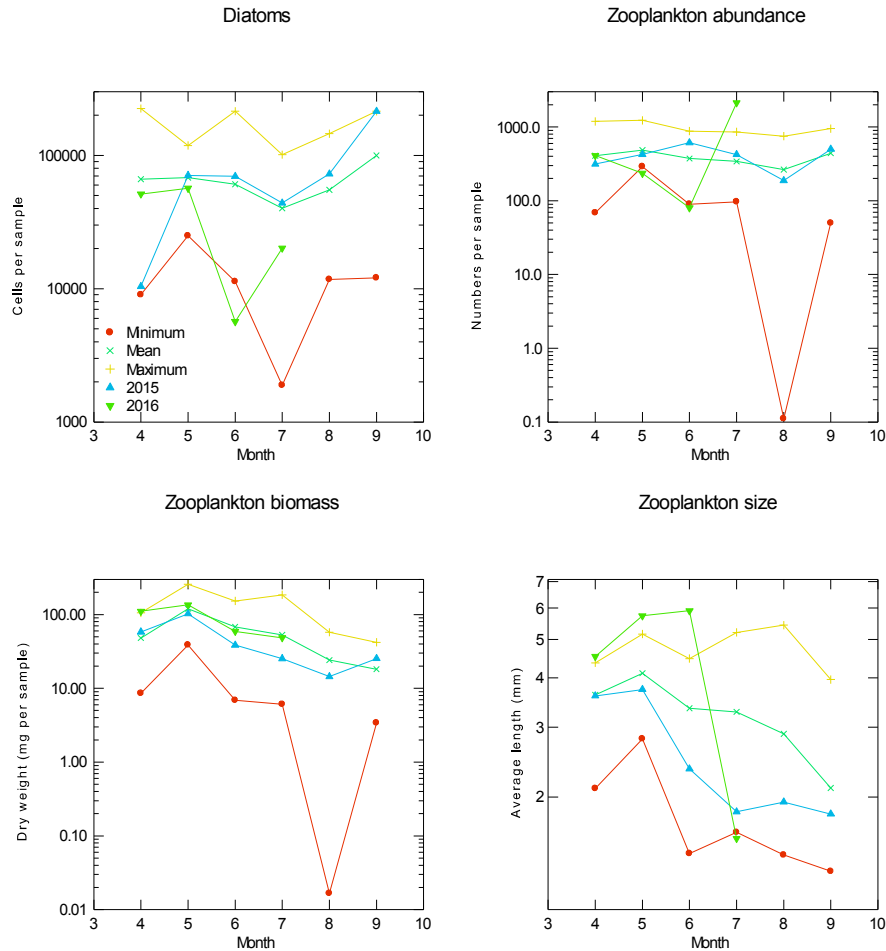 Diatoms
Cells per sample
100000
10000
1000
Minimum
Mean
Maximum
2015
2016
3 4 5 6 7 8 9 10
Month
Zooplankton abundance
Numbers per sample
1000.0
100.0
10.0
1.0
0.1
3 4 5 6 7 8 9 10
Month
Zooplankton biomass
Dry weight (mg per sample)
100.00
10.00
1.00
0.10
0.01
3 4 5 6 7 8 9 10
Month
Zooplankton size
Average length (mm)
7
6
5
4
3
2
3 4 5 6 7 8 9 10
Month